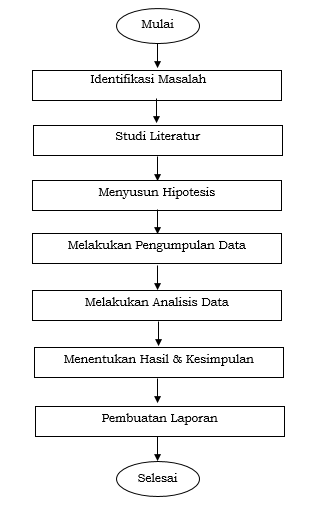 Mulai
Identifikasi Masalah
Studi Literatur
Menyusun Hipotesis
Melakukan Pengumpulan Data
Melakukan Analisis Data
Menentukan Hasil & Kesimpulan
Pembuatan Laporan
Selesai